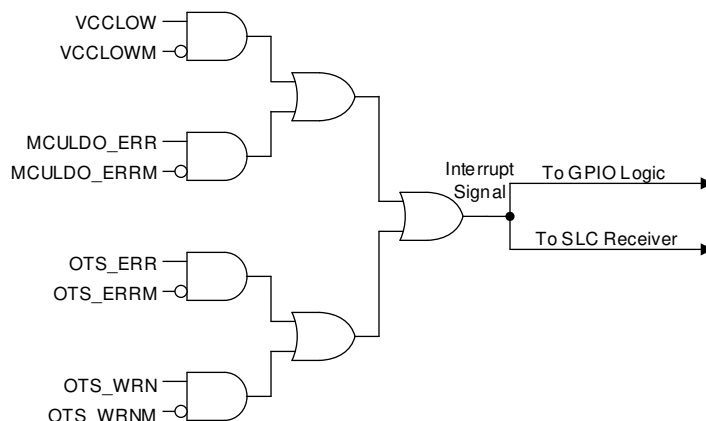 VCCLOW
VCCLOWM
MCULDO_ERR
MCULDO_ERRM
Interrupt
Signal
To GPIO Logic
To SLC Receiver
OTS_ERR
OTS_ERRM
OTS_WRN
OTS_WRNM